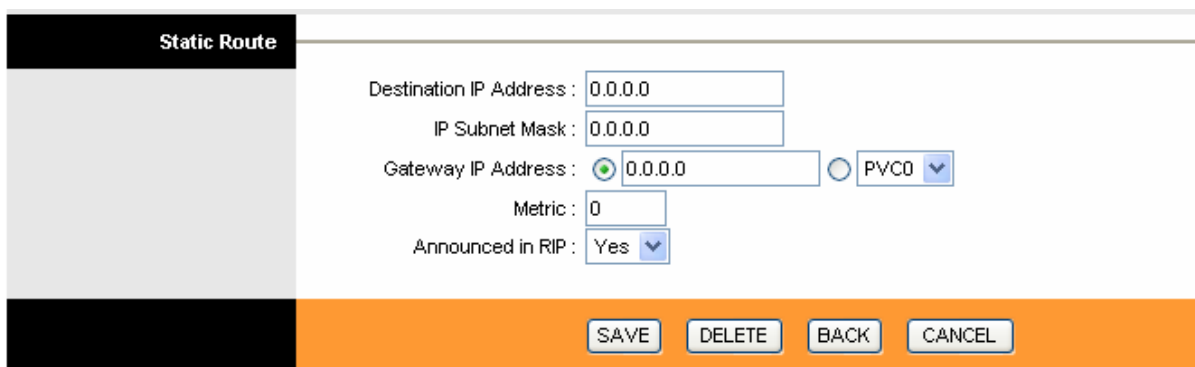 Static Route
Destination IP Address : 0.0.0.0
IP Subnet Mask : 0.0.0.0
Gateway IP Address : 0.0.0.0 PVC0
Metric : 0
Announced in RIP : Yes
SAVE DELETE BACK CANCEL